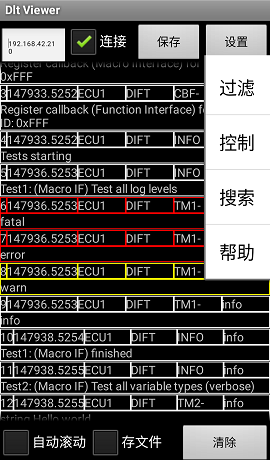 Dlt Viewer
192.168.42.21
0
连接
保存
设置
Register callback (Macro Interface) for
0xFFF
3 147933.5252 ECU1 DIFT CBF-
Register callback (Function Interface) fo
ID: 0xFFF
4 147933.5252 ECU1 DIFT INFO
Tests starting
5 147936.5253 ECU1 DIFT INFO
Test1: (Macro IF) Test all log levels
6 147936.5253 ECU1 DIFT TM1-
fatal
7 147936.5253 ECU1 DIFT TM1-
error
8 147936.5253 ECU1 DIFT TM1-
warn
9 147936.5253 ECU1 DIFT TM1- info
info
10 147938.5254 ECU1 DIFT INFO info
Test1: (Macro IF) finished
11 147938.5255 ECU1 DIFT INFO info
Test2: (Macro IF) Test all variable types (verbose)
12 147938.5255 ECU1 DIFT TM2- info
string Hello world
过滤
控制
搜索
帮助
自动滚动
存文件
清除